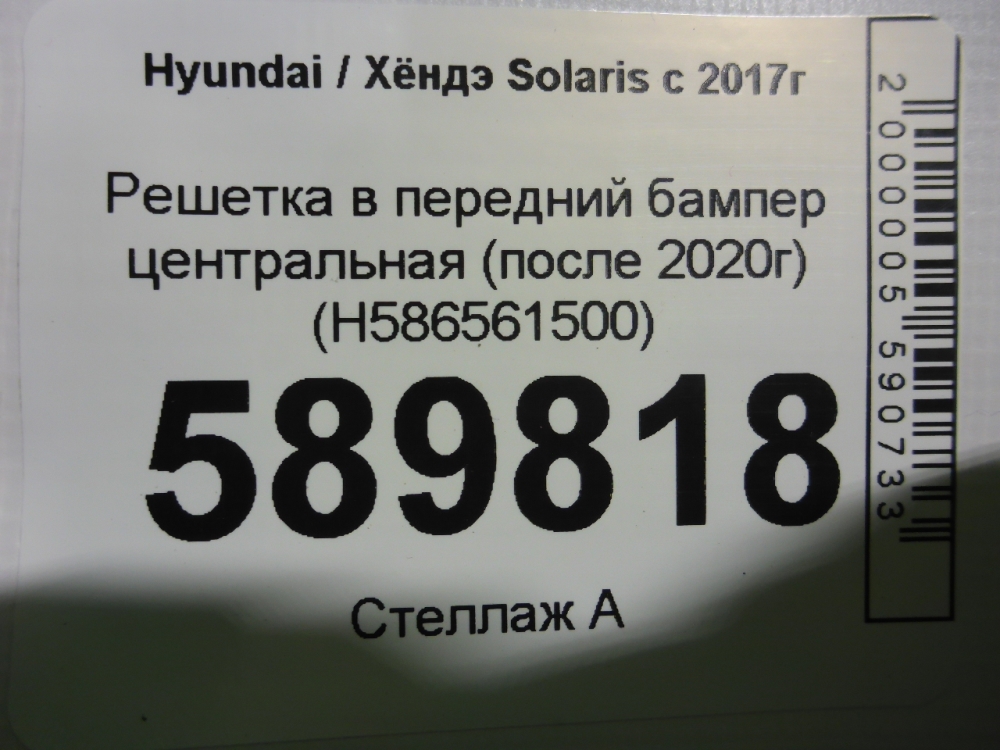 Hyundai / Хёндэ Solaris с 2017г
Решетка в передний бампер
центральная (после 2020г)
(H586561500)
589818
Стеллаж А
2000005590733